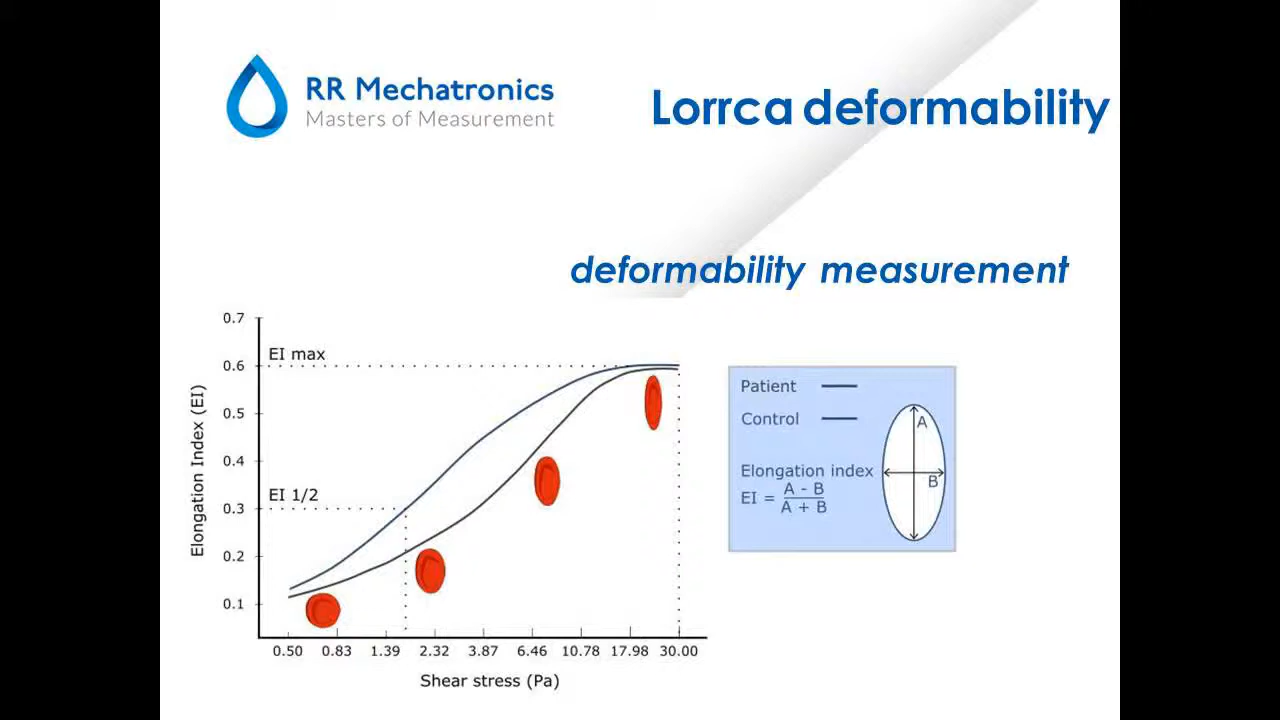 RR Mechatronics
Masters of Measurement
Lorrca deformability
deformability measurement
0.7
EI max
0.6
0.5
0.4
EI 1/2
0.3
0.2
0.1
Elongation Index (EI)
0.50 0.83 1.39 2.32 3.87 6.46 10.78 17.98 30.00
Shear stress (Pa)
Patient
Control
A
B
Elongation index
EI = A - B
A + B